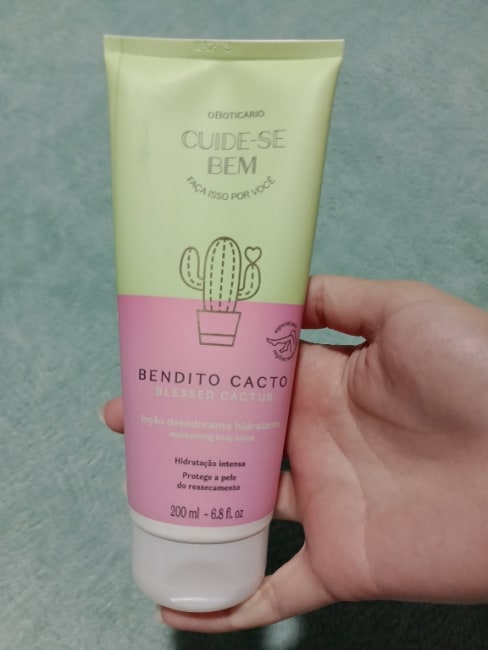 OBOTICÁRIO
CUIDE-SE
BEM
FAÇA ISSO POR VOCÊ
BENDITO CACTO
BLESSED CACTUS
loção desodorante hidratante
moisturizing body lotion
Hidratação intensa
Protege a pele
do ressecamento
200 ml - 6.8 fl. oz